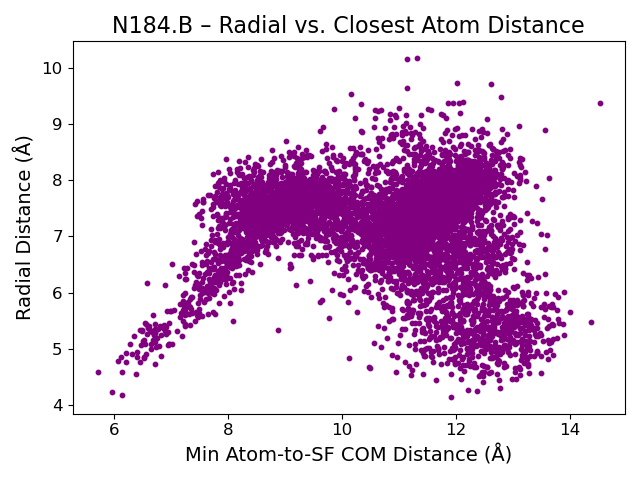 N184.B – Radial vs. Closest Atom Distance
Radial Distance (Å)
10
9
8
7
6
5
4
6 8 10 12 14
Min Atom-to-SF COM Distance (Å)